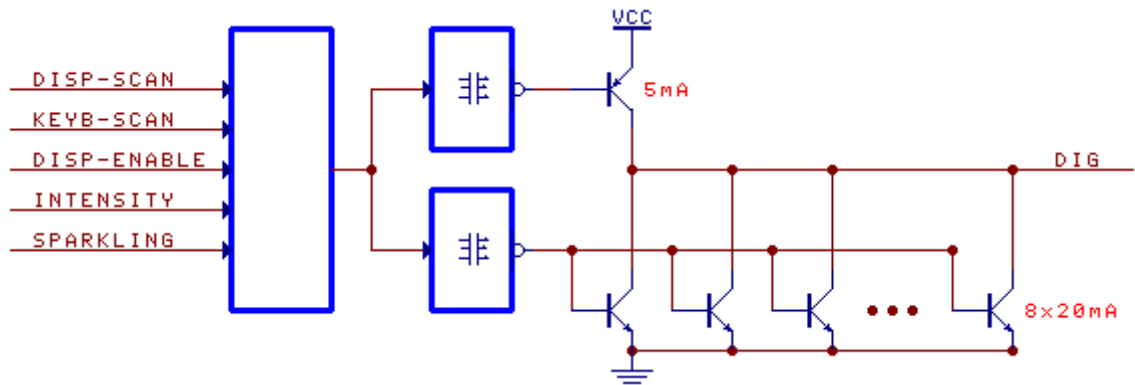 VCC
DISP-SCAN
5mA
KEYB-SCAN
DISP-ENABLE
DIG
INTENSITY
SPARKLING
8x20mA